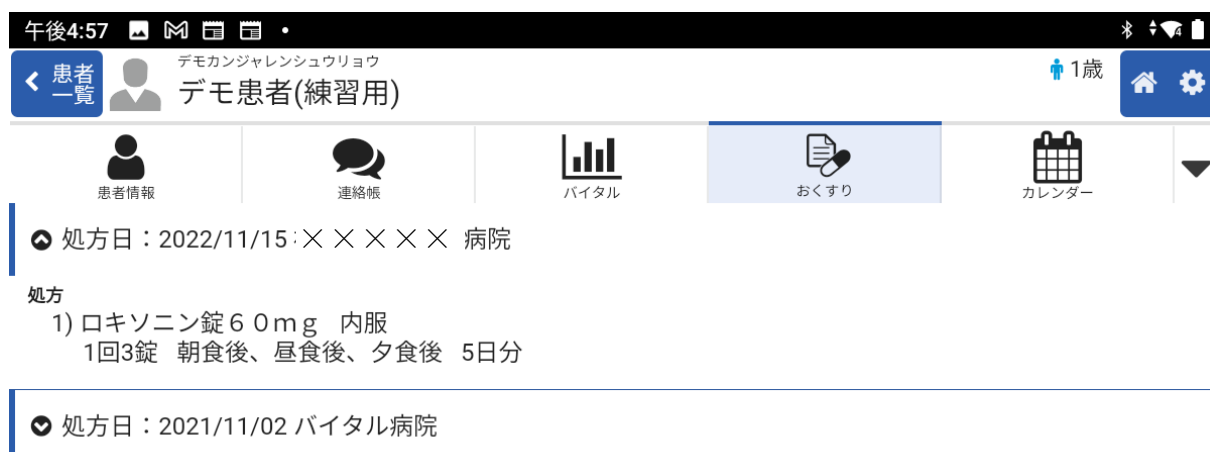 午後4:57
4
患者
一覧
デモカンジャレンシュウリョウ
デモ患者(練習用)
1歳
患者情報
連絡帳
バイタル
おくすり
カレンダー
処方日：2022/11/15 ××××× 病院
処方
1) ロキソニン錠６０ｍｇ 内服
1回3錠 朝食後、昼食後、夕食後 5日分
処方日：2021/11/02 バイタル病院